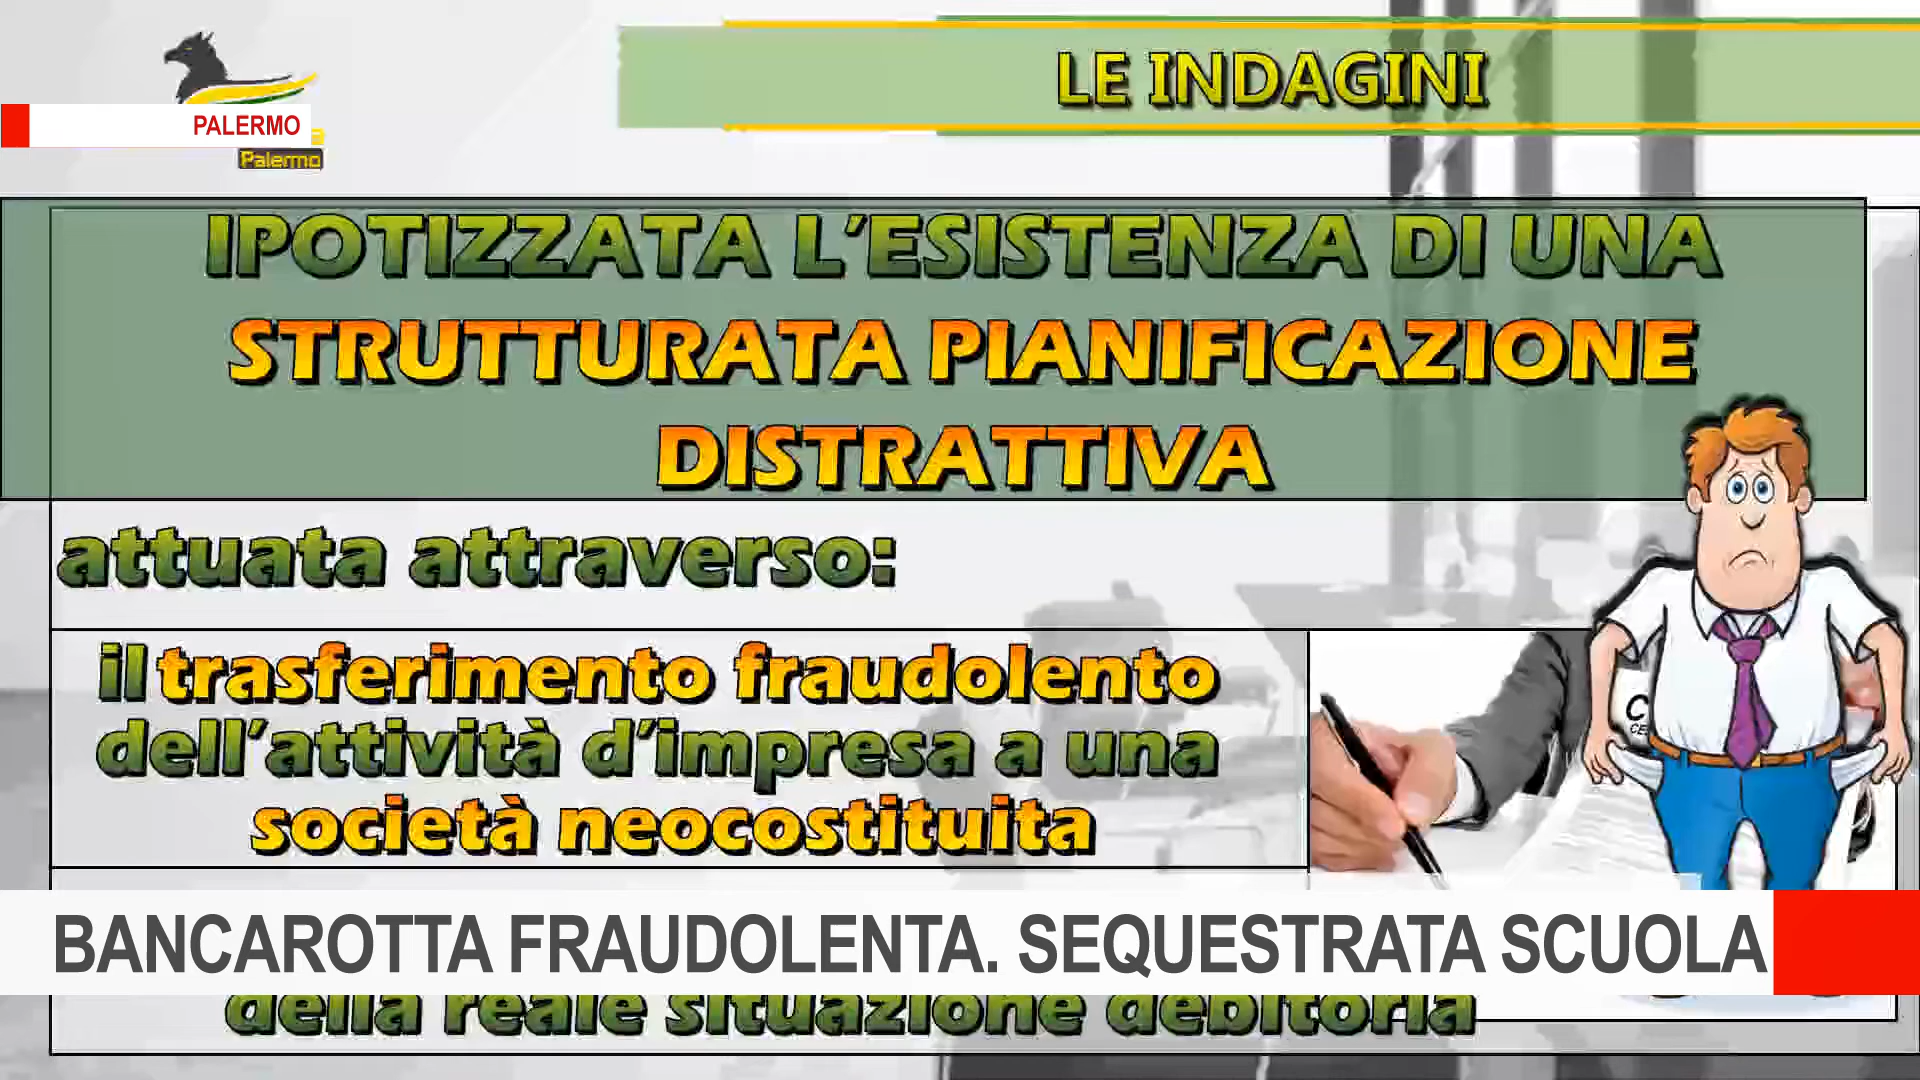 LE INDAGINI
PALERMO
Palermo
IPOTIZZATA L'ESISTENZA DI UNA
STRUTTURATA PIANIFICAZIONE
DISTRATTIVA
attuata attraverso:
il trasferimento fraudolento
dell'attività d'impresa a una
società neocostituita
BANCAROTTA FRAUDOLENTA. SEQUESTRATA SCUOLA
della reale situazione debitoria